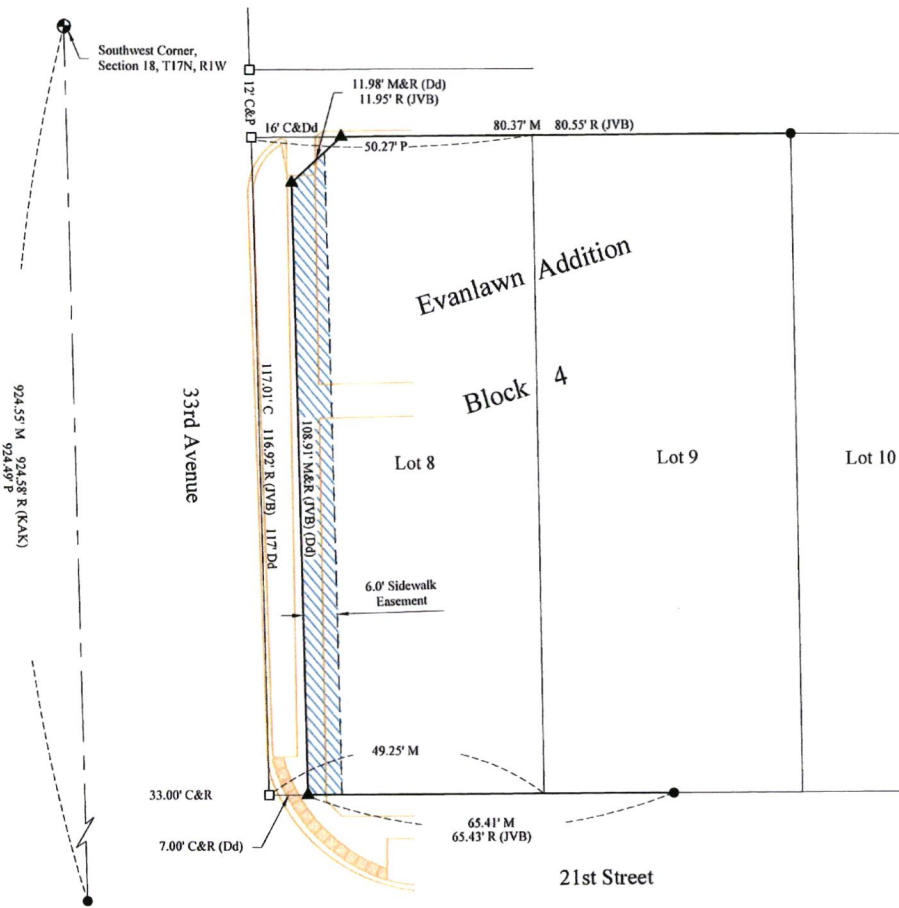 Southwest Corner,
Section 18, T17N, R1W
12' C&P
11.98' M&R (Dd)
11.95' R (JVB)
16' C&Dd
50.27' P
80.37' M 80.55' R (JVB)
Evanlawn Addition
Block 4
924.55' M 924.58' R (KAK)
924.49' P
33rd Avenue
117.01' C 116.92' R (JVB) 117' Dd
108.91' M&R (JVB) (Dd)
Lot 8
Lot 9
Lot 10
6.0' Sidewalk
Easement
49.25' M
33.00' C&R
65.41' M
65.43' R (JVB)
7.00' C&R (Dd)
21st Street